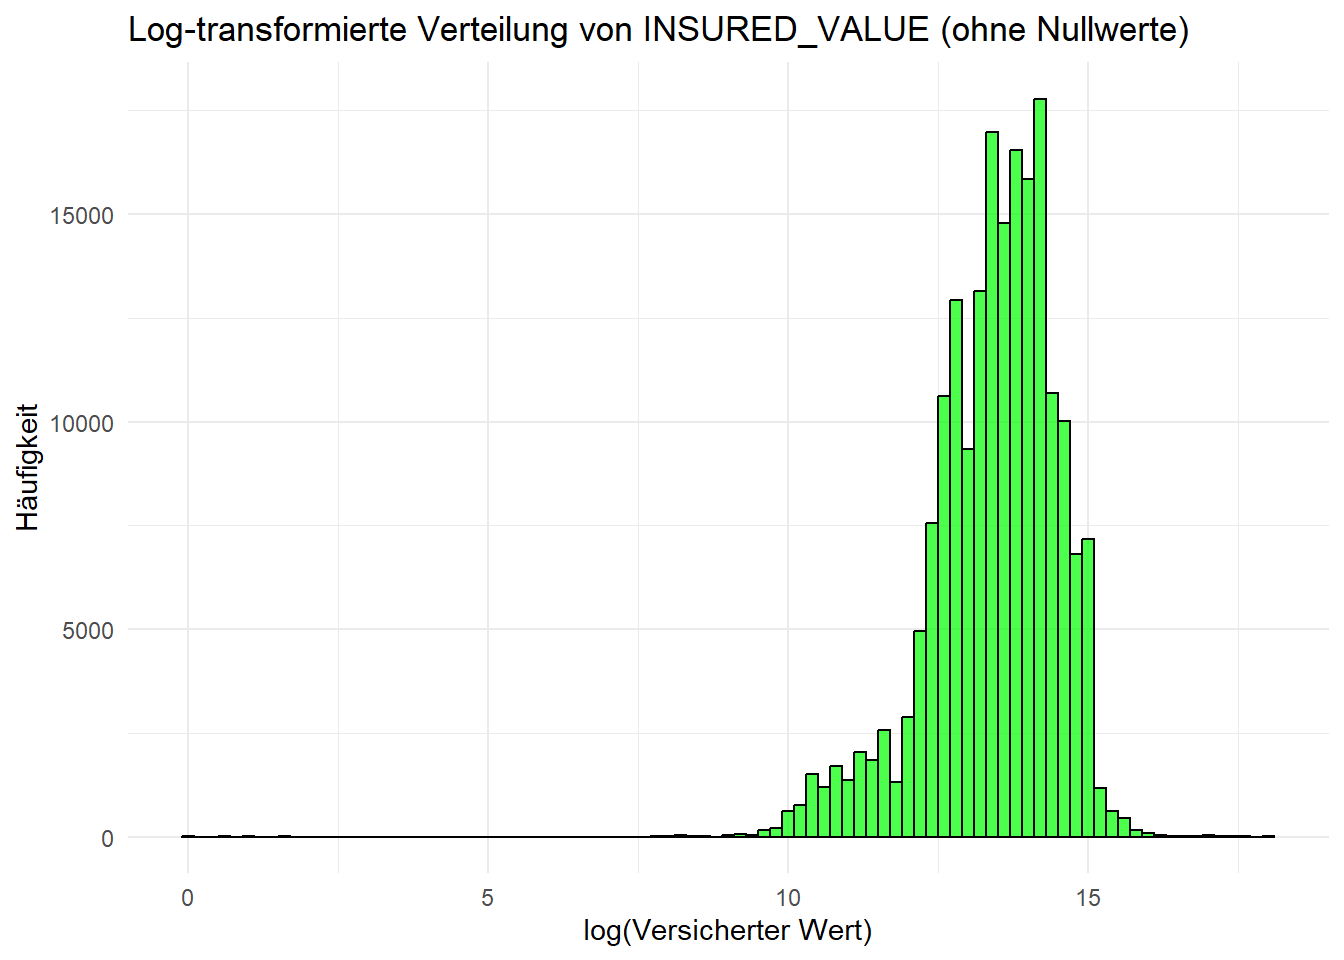 Log-transformierte Verteilung von INSURED_VALUE (ohne Nullwerte)
Häufigkeit
15000
10000
5000
0
0 5 10 15
log(Versicherter Wert)